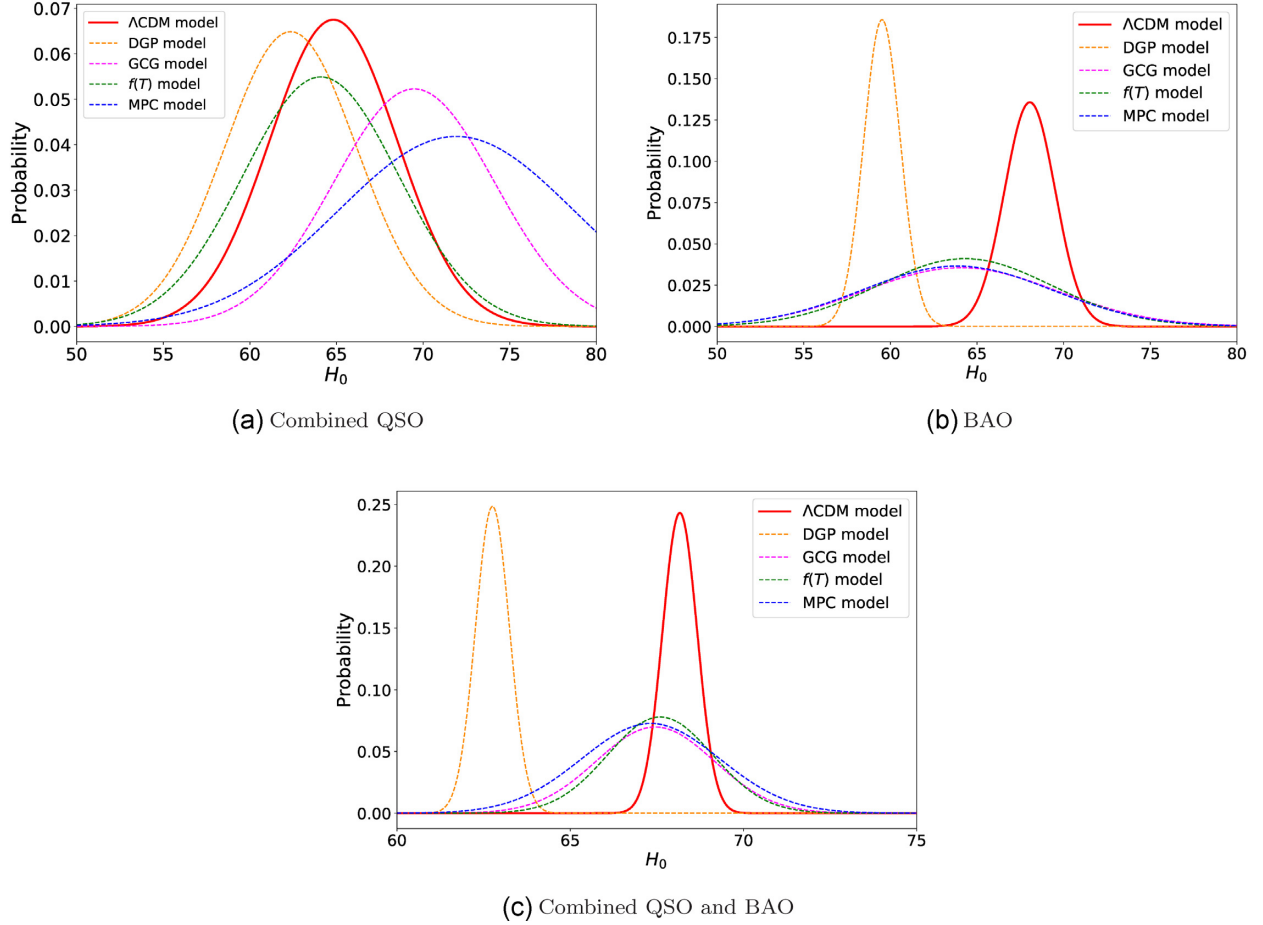 0.07
0.06
0.05
0.04
0.03
0.02
0.01
0.00
Probability
50 55 60 65 70 75 80
H₀
ΛCDM model
DGP model
GCG model
f(T) model
MPC model
(a) Combined QSO
0.175
0.150
0.125
0.100
0.075
0.050
0.025
0.000
Probability
50 55 60 65 70 75 80
H₀
ΛCDM model
DGP model
GCG model
f(T) model
MPC model
(b) BAO
0.25
0.20
0.15
0.10
0.05
0.00
Probability
60 65 70 75
H₀
ΛCDM model
DGP model
GCG model
f(T) model
MPC model
(c) Combined QSO and BAO